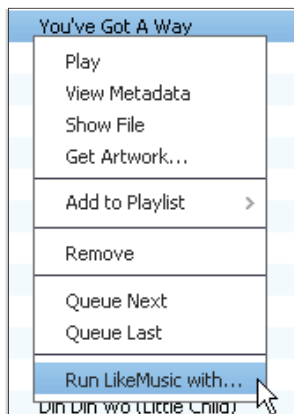 You've Got A Way
Play
View Metadata
Show File
Get Artwork...
Add to Playlist >
Remove
Queue Next
Queue Last
Run LikeMusic with...
Din Din Wo (Little Child)